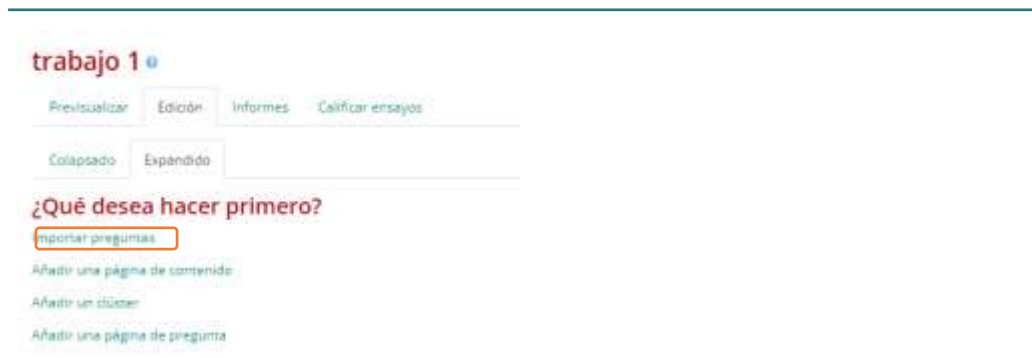 trabajo 1
Previsualizar Edición Informes Calificar ensayos
Colapsado Expandido
¿Qué desea hacer primero?
Importar preguntas
Añadir una página de contenido
Añadir un clúster
Añadir una página de pregunta